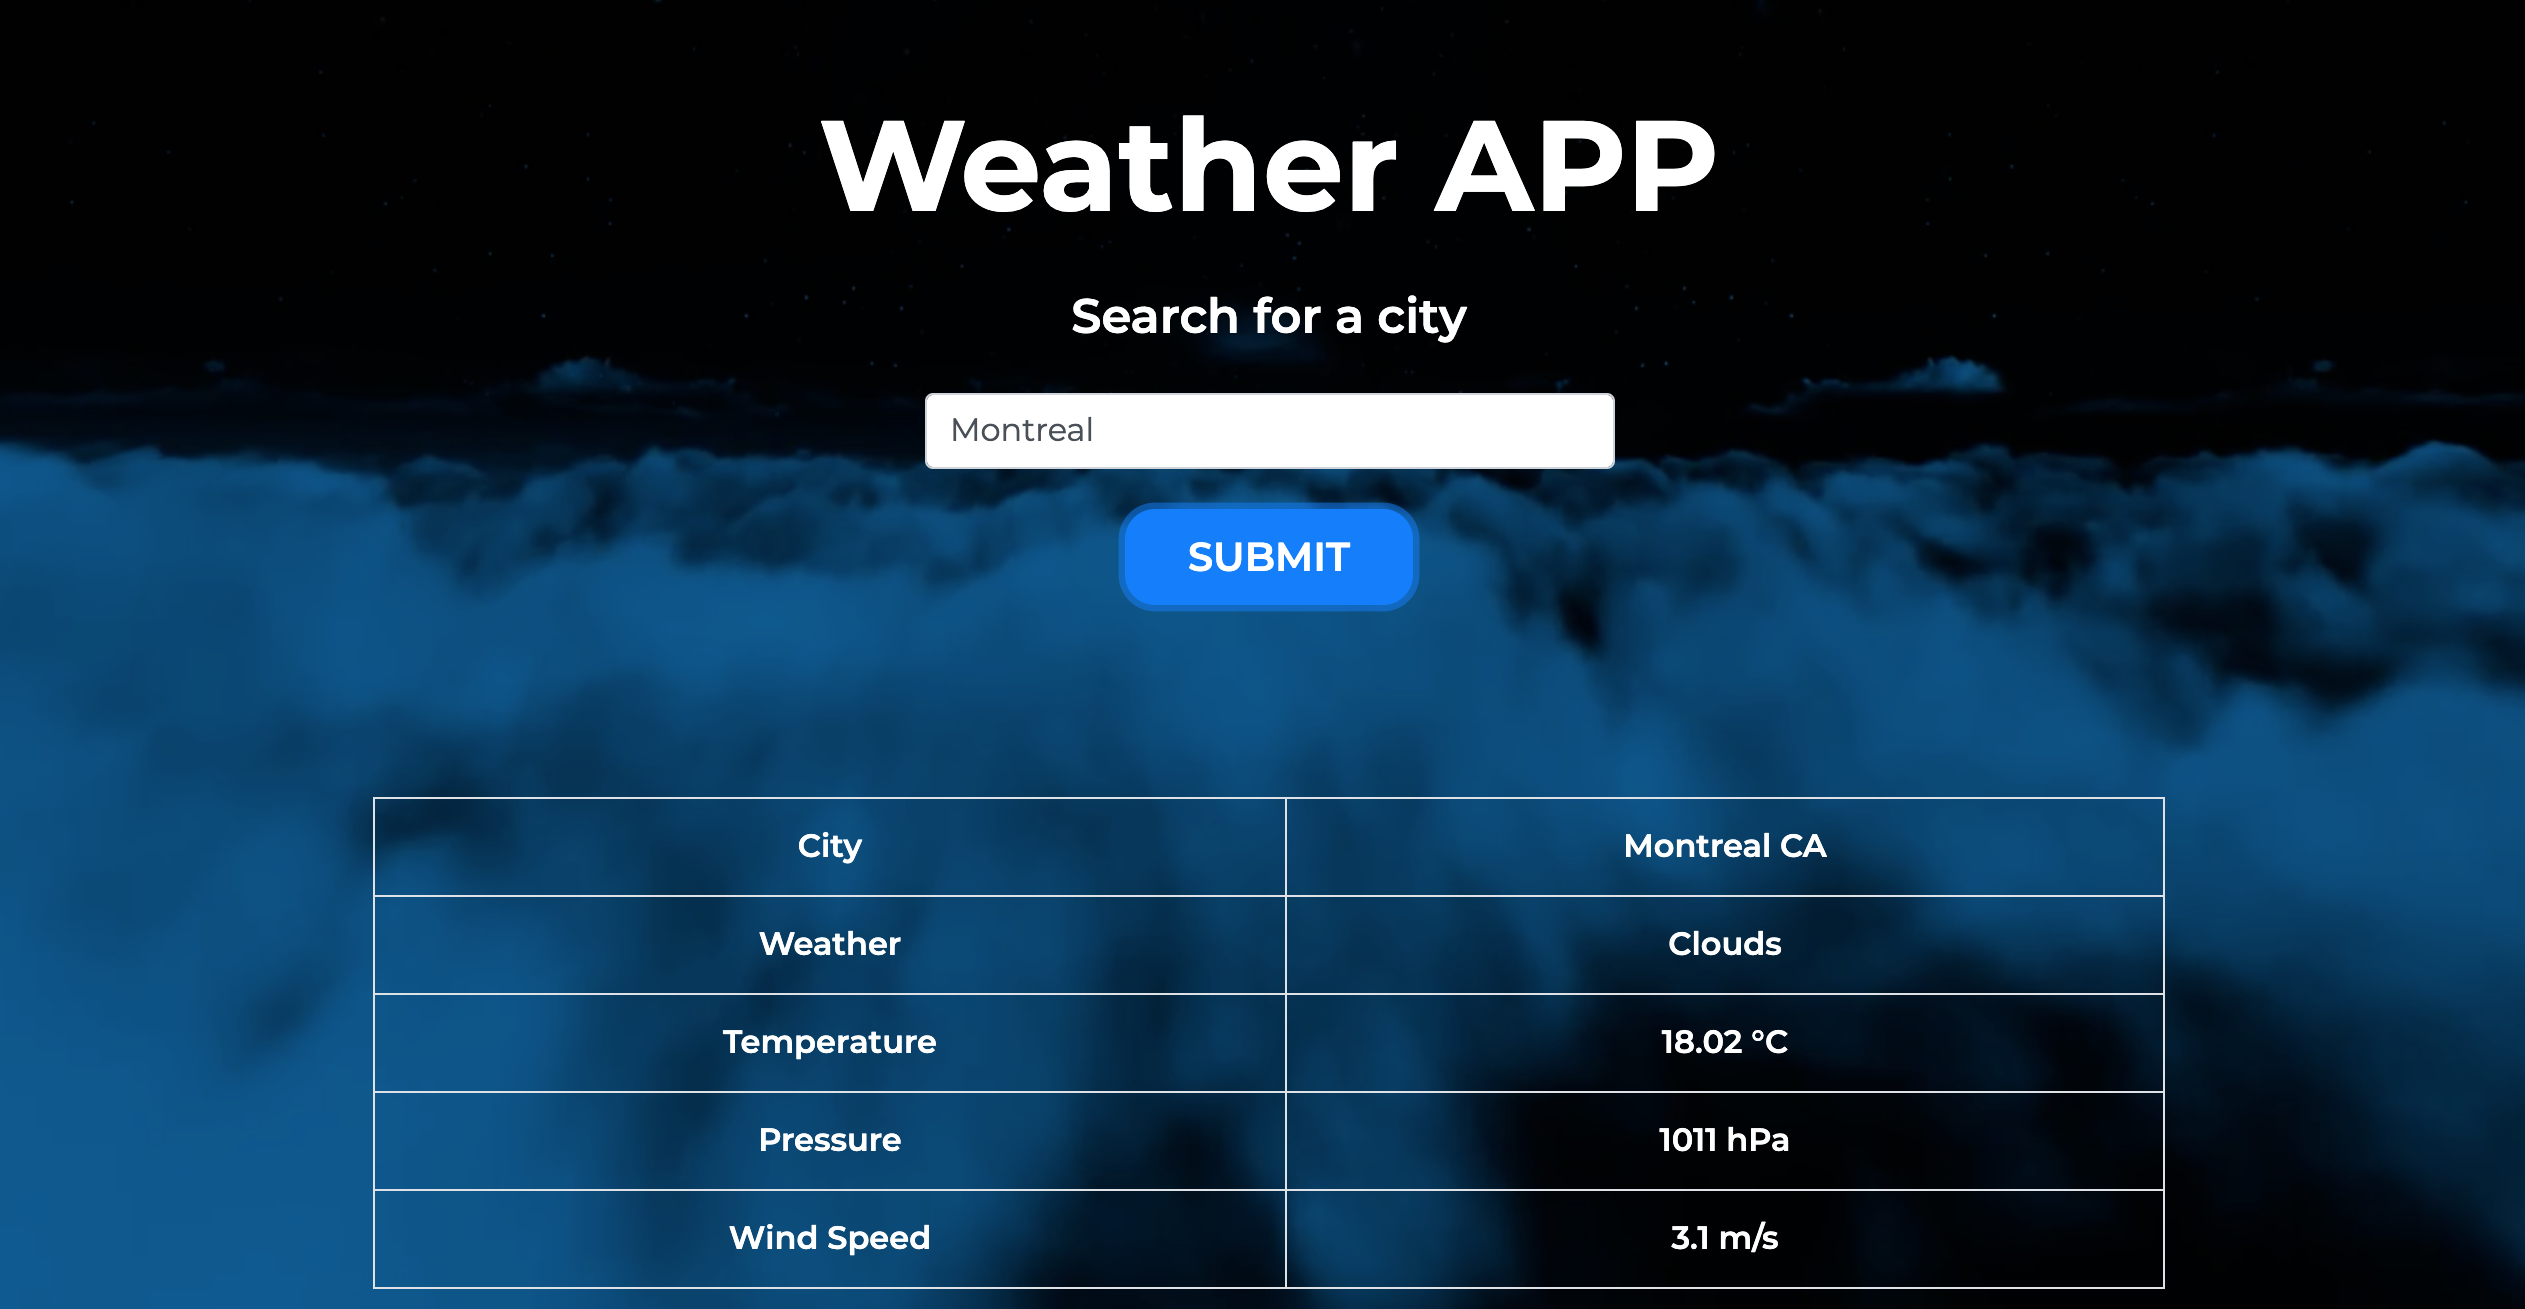 Weather APP
Search for a city
Montreal
SUBMIT
City Montreal CA
Weather Clouds
Temperature 18.02 °C
Pressure 1011 hPa
Wind Speed 3.1 m/s